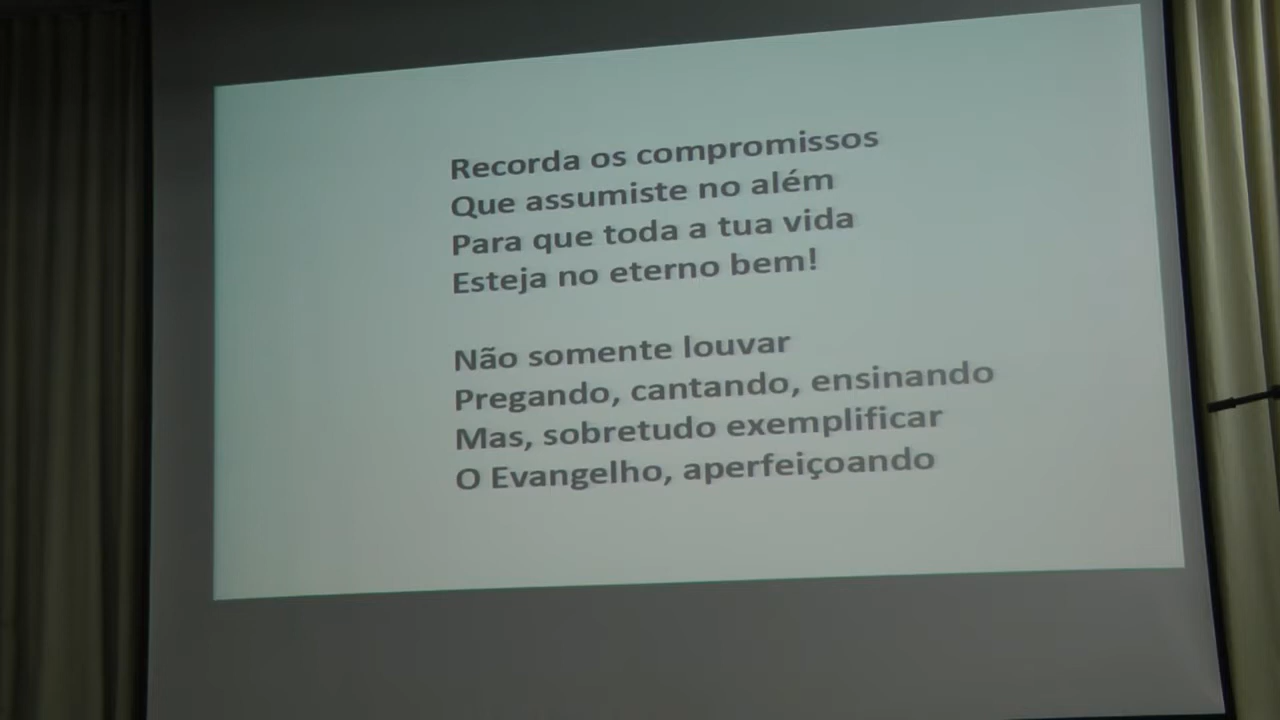 Recorda os compromissos
Que assumiste no além
Para que toda a tua vida
Esteja no eterno bem!
Não somente louvar
Pregando, cantando, ensinando
Mas, sobretudo exemplificar
O Evangelho, aperfeiçoando